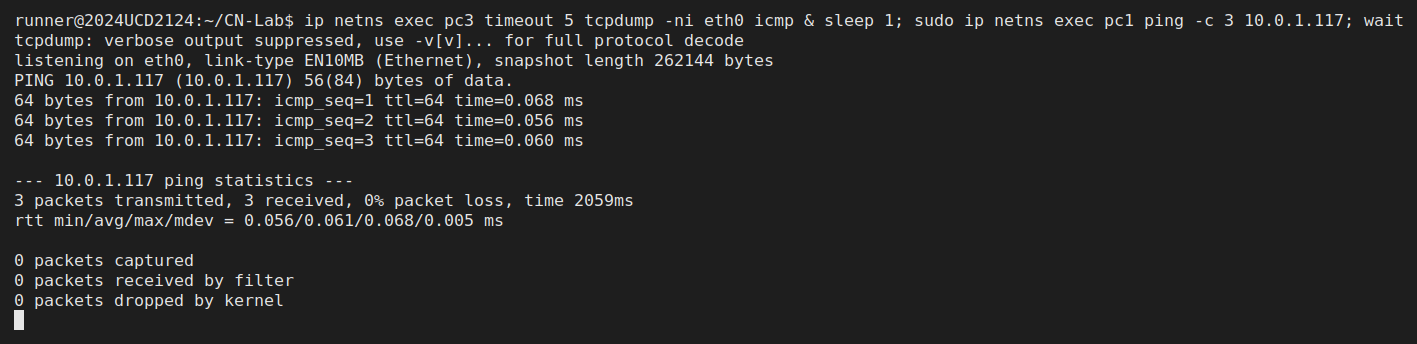 runner@2024UCD2124:~/CN-Lab$ ip netns exec pc3 timeout 5 tcpdump -ni eth0 icmp & sleep 1; sudo ip netns exec pc1 ping -c 3 10.0.1.117; wait
tcpdump: verbose output suppressed, use -v[v]... for full protocol decode
listening on eth0, link-type EN10MB (Ethernet), snapshot length 262144 bytes
PING 10.0.1.117 (10.0.1.117) 56(84) bytes of data.
64 bytes from 10.0.1.117: icmp_seq=1 ttl=64 time=0.068 ms
64 bytes from 10.0.1.117: icmp_seq=2 ttl=64 time=0.056 ms
64 bytes from 10.0.1.117: icmp_seq=3 ttl=64 time=0.060 ms

--- 10.0.1.117 ping statistics ---
3 packets transmitted, 3 received, 0% packet loss, time 2059ms
rtt min/avg/max/mdev = 0.056/0.061/0.068/0.005 ms

0 packets captured
0 packets received by filter
0 packets dropped by kernel